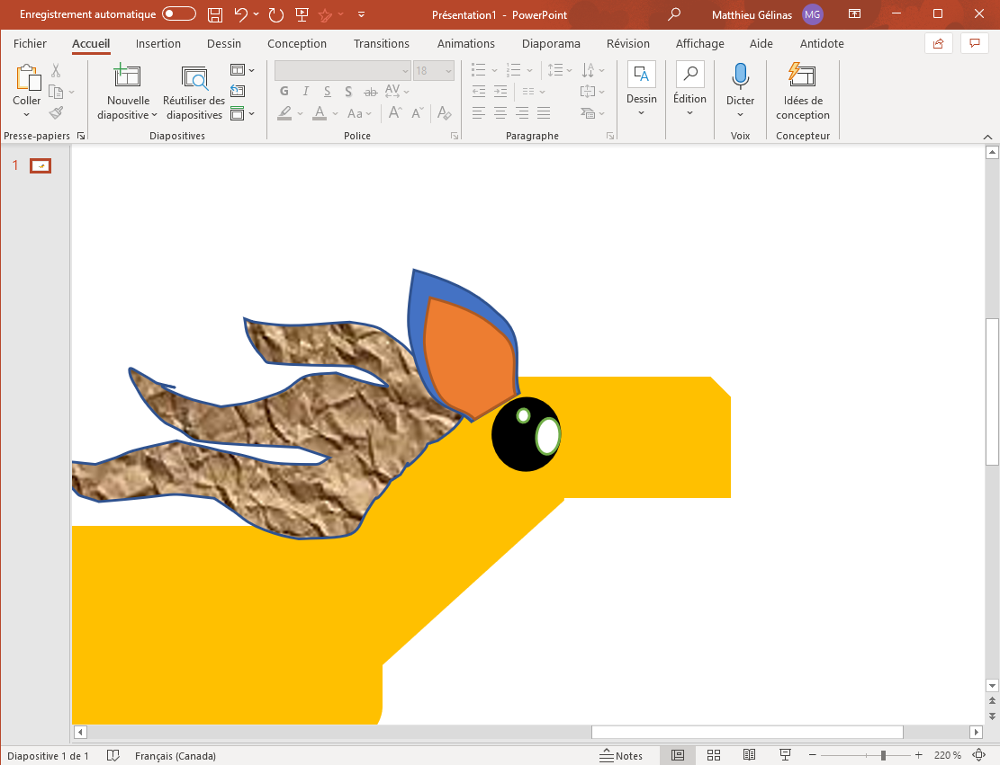 Enregistrement automatique
Présentation1 - PowerPoint
Matthieu Gélinas MG
Fichier Accueil Insertion Dessin Conception Transitions Animations Diaporama Révision Affichage Aide Antidote
Coller
Nouvelle diapositive
Réutiliser des diapositives
18
G I S S ab AV
A Aa A A A
Dessin
Édition
Dicter
Idées de conception
Presse-papiers Diapositives Police Paragraphe Voix Concepteur
1
Diapositive 1 de 1 Français (Canada) Notes 220 %